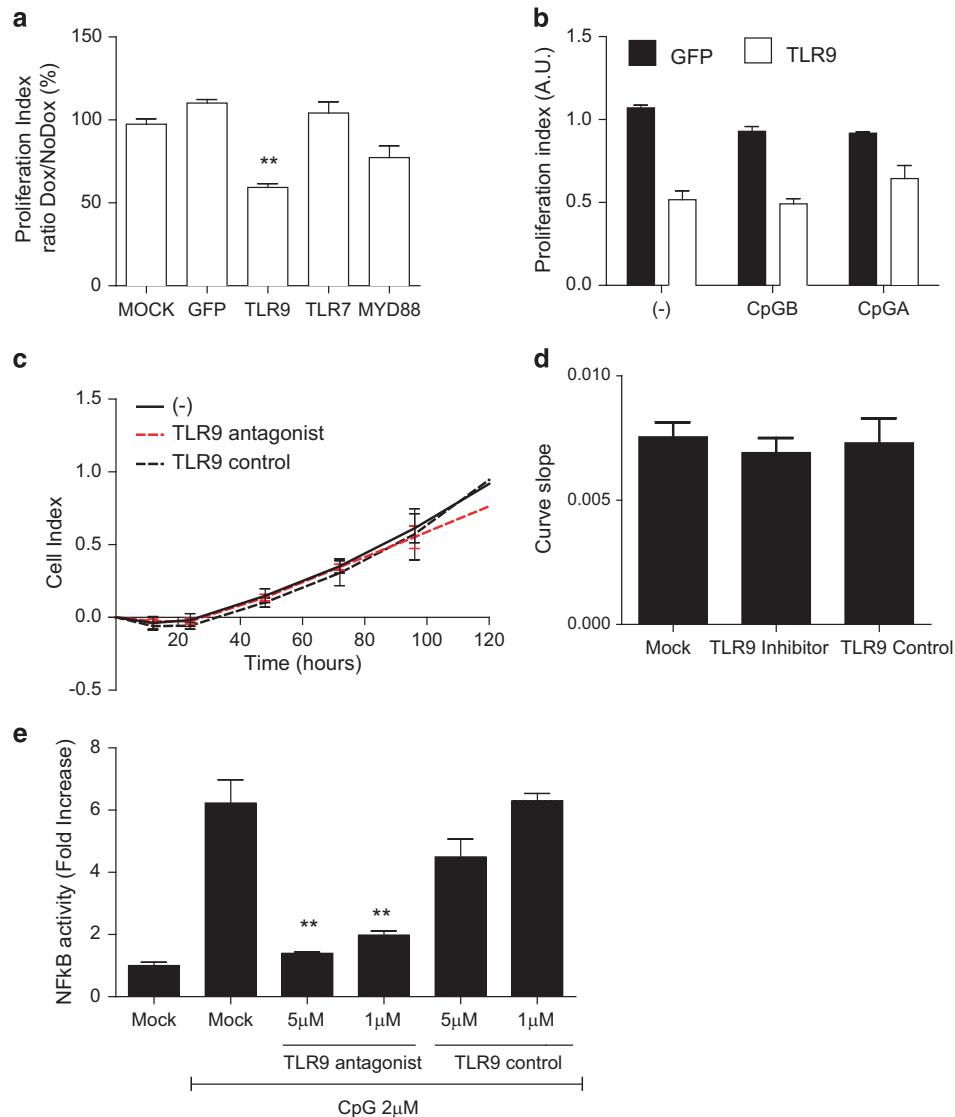 a
Proliferation Index
ratio Dox/NoDox (%)
150
100
50
0
**
MOCK GFP TLR9 TLR7 MYD88
b
Proliferation index (A.U.)
1.5
1.0
0.5
0.0
GFP TLR9
(-) CpGB CpGA
c
Cell Index
1.5
1.0
0.5
0.0
-0.5
(-)
TLR9 antagonist
TLR9 control
20 40 60 80 100 120
Time (hours)
d
Curve slope
0.010
0.005
0.000
Mock TLR9 Inhibitor TLR9 Control
e
NFkB activity (Fold Increase)
8
6
4
2
0
** **
Mock Mock 5μM 1μM 5μM 1μM
TLR9 antagonist TLR9 control
CpG 2μM